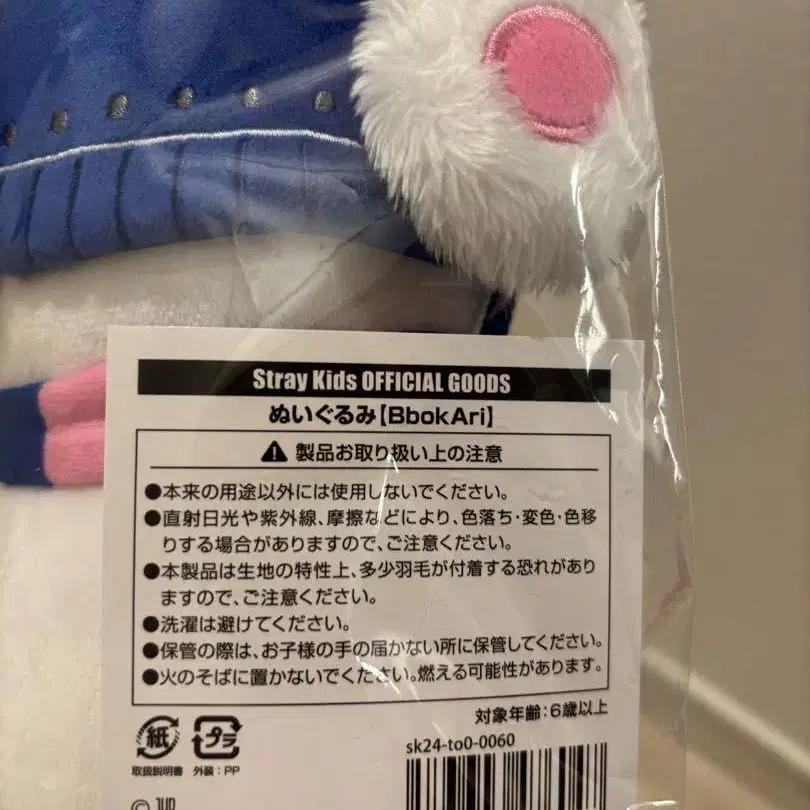 Stray Kids OFFICIAL GOODS
ぬいぐるみ【BbokAri】
製品お取り扱い上の注意
●本来の用途以外には使用しないでください。
●直射日光や紫外線、摩擦などにより、色落ち・変色・色移
りする場合がありますので、ご注意ください。
●本製品は生地の特性上、多少羽毛が付着する恐れがあり
ますので、ご注意ください。
●洗濯は避けてください。
●保管の際は、お子様の手の届かない所に保管してください。
●火のそばに置かないでください。燃える可能性があります。
対象年齢：6歳以上
紙 プラ
取扱説明書 外装：PP
sk24-to0-0060